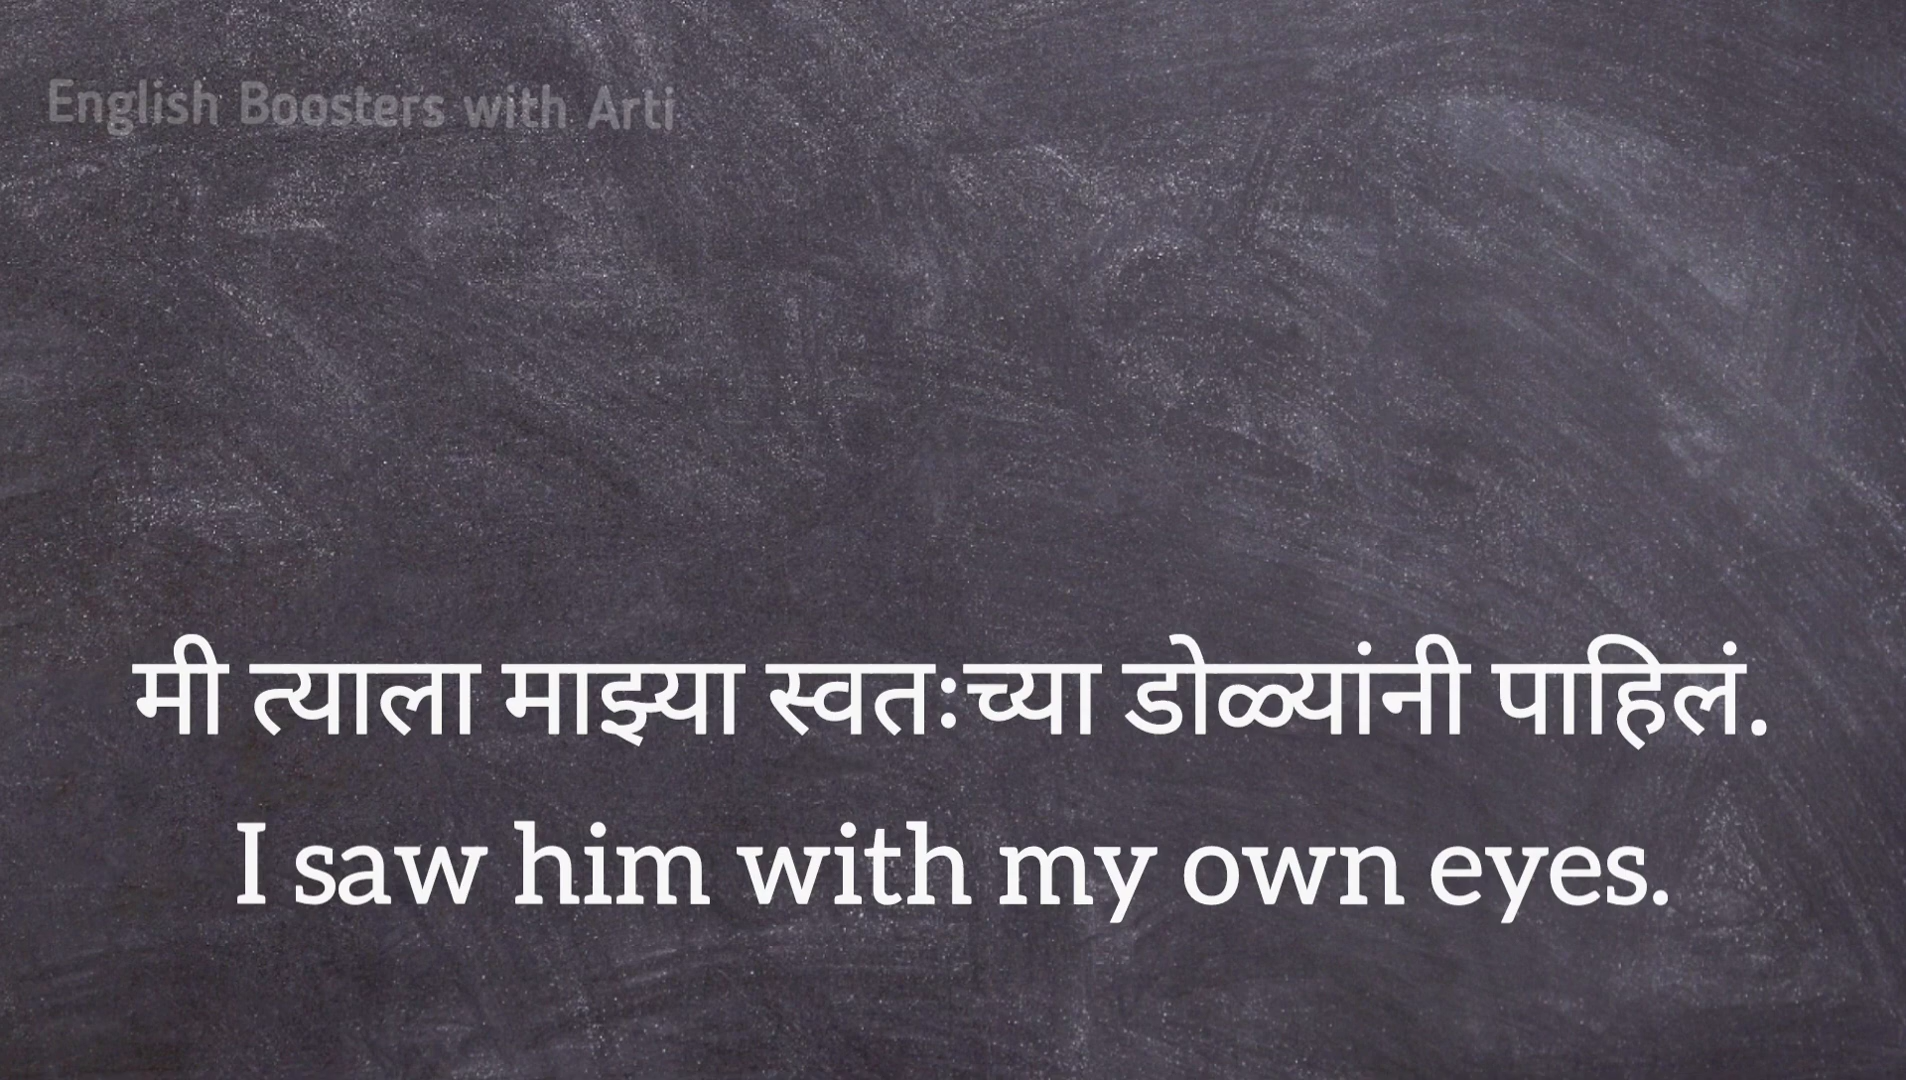 English Boosters with Arti
मी त्याला माझ्या स्वतःच्या डोळ्यांनी पाहिलं.
I saw him with my own eyes.